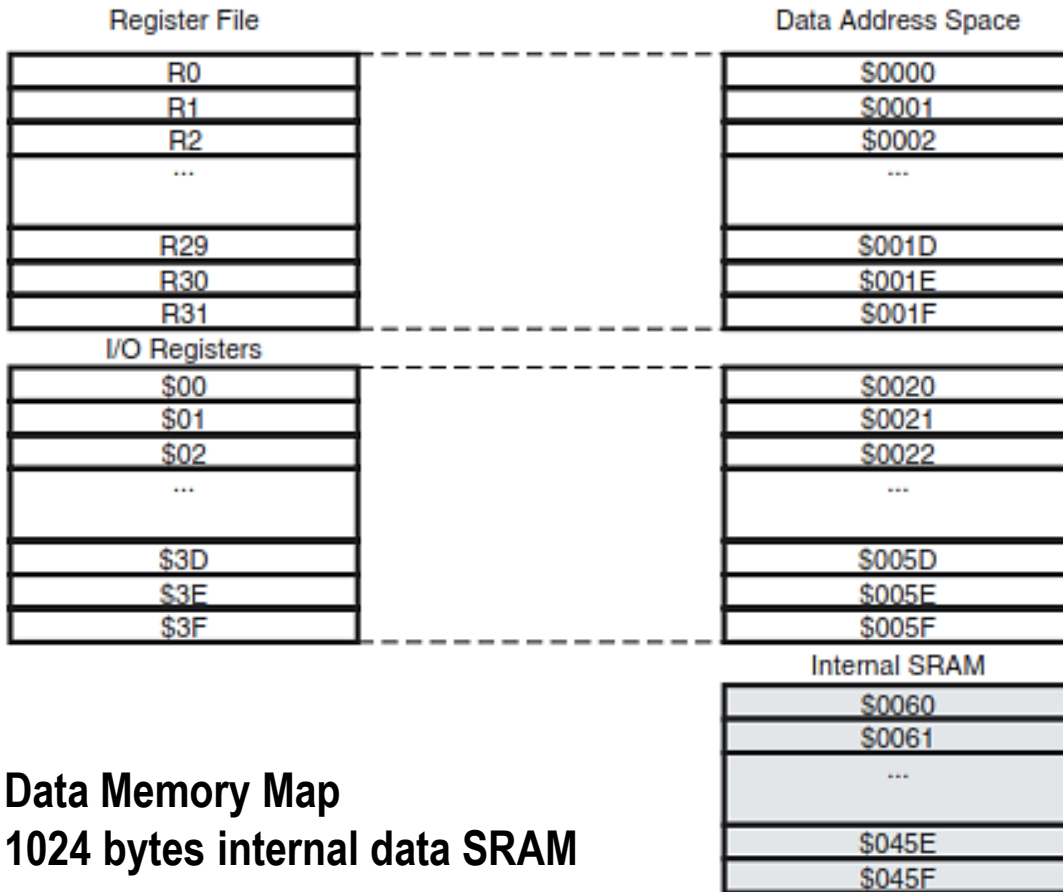 Register File
Data Address Space
R0
$0000
R1
$0001
R2
$0002
...
...
R29
$001D
R30
$001E
R31
$001F
I/O Registers
$00
$0020
$01
$0021
$02
$0022
...
...
$3D
$005D
$3E
$005E
$3F
$005F
Internal SRAM
$0060
$0061
...
$045E
$045F
Data Memory Map
1024 bytes internal data SRAM